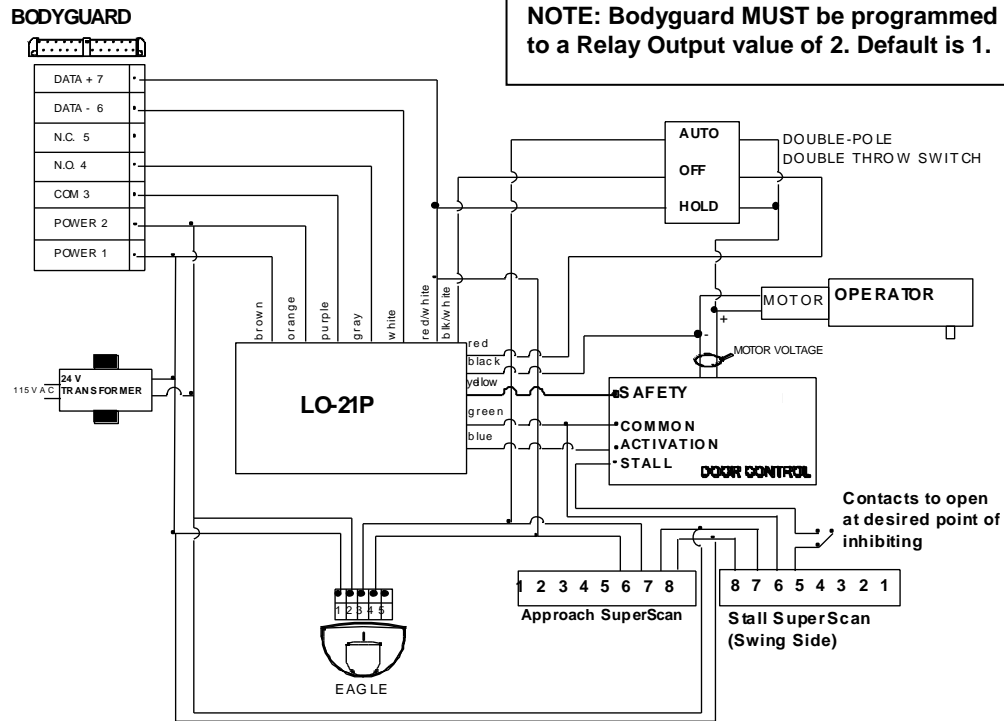 BODYGUARD
NOTE: Bodyguard MUST be programmed
to a Relay Output value of 2. Default is 1.
DATA + 7
DATA - 6
N.C. 5
N.O. 4
COM 3
POWER 2
POWER 1
AUTO
OFF
HOLD
DOUBLE-POLE
DOUBLE THROW SWITCH
MOTOR
OPERATOR
- +
MOTOR VOLTAGE
brown
orange
purple
gray
white
red/white
blk/white
red
black
yellow
green
blue
LO-21P
115VAC
24 V
TRANSFORMER
SAFETY
COMMON
ACTIVATION
STALL
DOOR CONTROL
Contacts to open
at desired point of
inhibiting
1 2 3 4 5 6 7 8
Approach SuperScan
8 7 6 5 4 3 2 1
Stall SuperScan
(Swing Side)
1 2 3 4 5
EAGLE